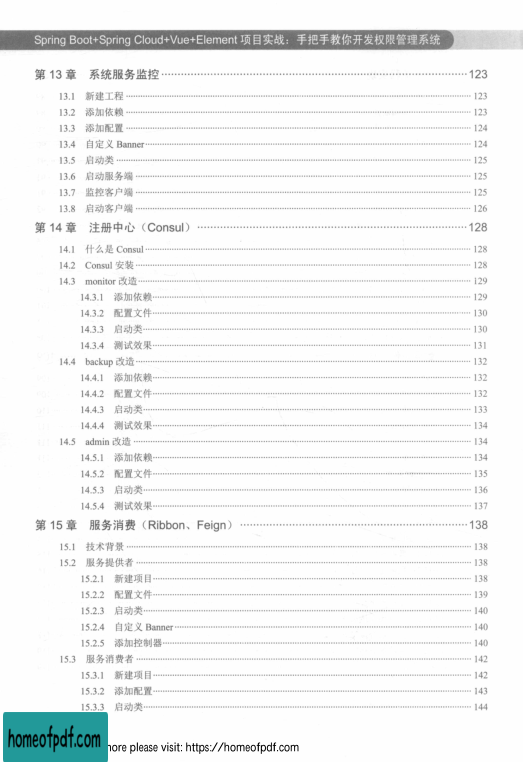 Spring Boot+Spring Cloud+Vue+Element 项目实战：手把手教你开发权限管理系统
第 13 章 系统服务监控 123
13.1 新建工程 123
13.2 添加依赖 123
13.3 添加配置 124
13.4 自定义 Banner 124
13.5 启动类 125
13.6 启动服务端 125
13.7 监控客户端 125
13.8 启动客户端 126
第 14 章 注册中心（Consul） 128
14.1 什么是 Consul 128
14.2 Consul 安装 128
14.3 monitor 改造 129
14.3.1 添加依赖 129
14.3.2 配置文件 130
14.3.3 启动类 130
14.3.4 测试效果 131
14.4 backup 改造 132
14.4.1 添加依赖 132
14.4.2 配置文件 132
14.4.3 启动类 133
14.4.4 测试效果 134
14.5 admin 改造 134
14.5.1 添加依赖 134
14.5.2 配置文件 135
14.5.3 启动类 136
14.5.4 测试效果 137
第 15 章 服务消费（Ribbon、Feign） 138
15.1 技术背景 138
15.2 服务提供者 138
15.2.1 新建项目 138
15.2.2 配置文件 139
15.2.3 启动类 140
15.2.4 自定义 Banner 140
15.2.5 添加控制器 140
15.3 服务消费者 142
15.3.1 新建项目 142
15.3.2 添加配置 143
15.3.3 启动类 144
homeofpdf.com
more please visit: https://homeofpdf.com